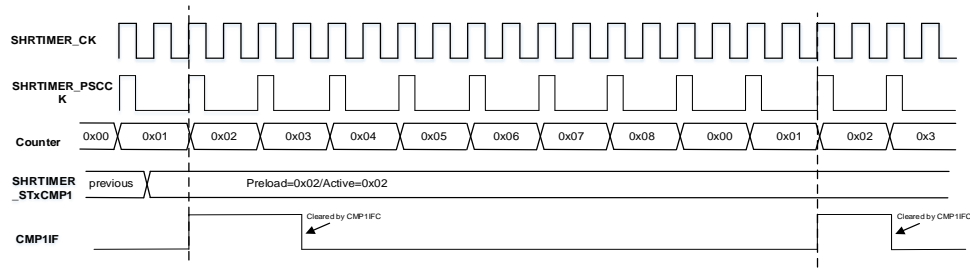 SHRTIMER_CK
SHRTIMER_PSCC
K
Counter 0x00 0x01 0x02 0x03 0x04 0x05 0x06 0x07 0x08 0x00 0x01 0x02 0x3
SHRTIMER
_STxCMP1
previous Preload=0x02/Active=0x02
CMP1IF
Cleared by CMP1IFC Cleared by CMP1IFC